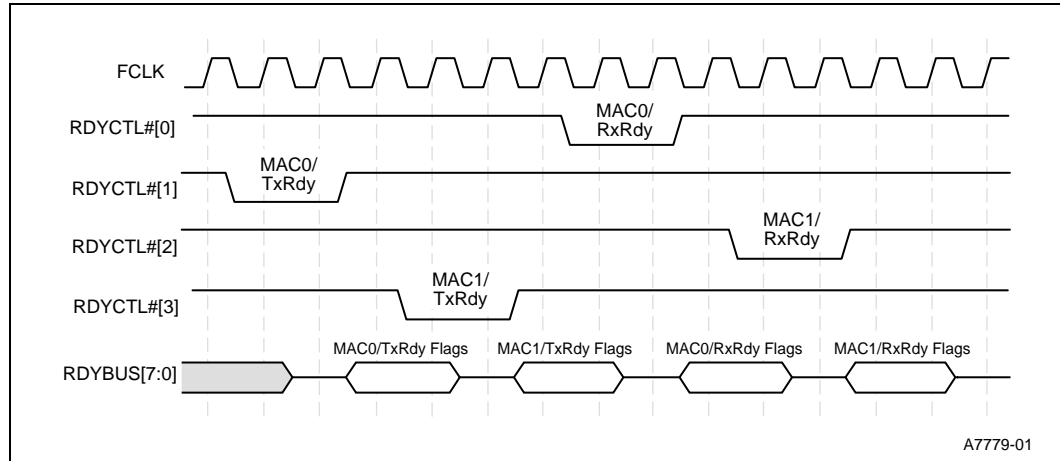 FCLK
RDYCTL#[0]
MAC0/
RxRdy
RDYCTL#[1]
MAC0/
TxRdy
RDYCTL#[2]
MAC1/
RxRdy
RDYCTL#[3]
MAC1/
TxRdy
RDYBUS[7:0]
MAC0/TxRdy Flags
MAC1/TxRdy Flags
MAC0/RxRdy Flags
MAC1/RxRdy Flags
A7779-01